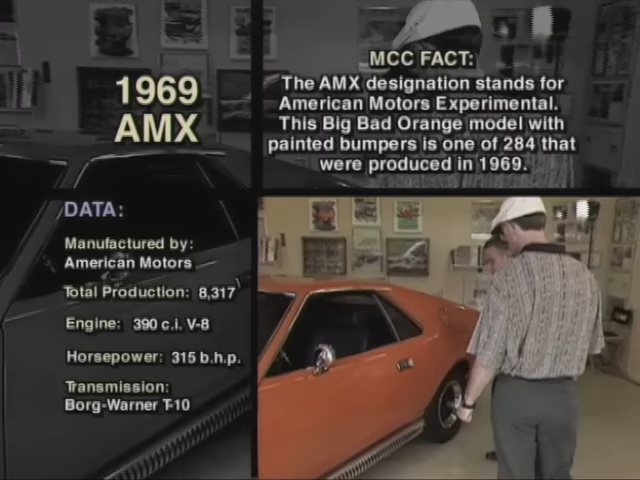 1969
AMX
MCC FACT:
The AMX designation stands for
American Motors Experimental.
This Big Bad Orange model with
painted bumpers is one of 284 that
were produced in 1969.
DATA:
Manufactured by:
American Motors
Total Production: 8,317
Engine: 390 c.i. V-8
Horsepower: 315 b.h.p.
Transmission:
Borg-Warner T-10